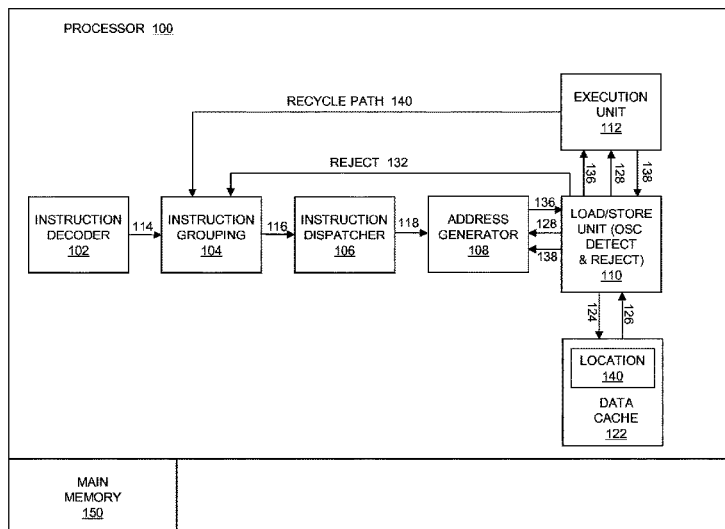 PROCESSOR 100
RECYCLE PATH 140
EXECUTION
UNIT
112
REJECT 132
136
128
138
INSTRUCTION
DECODER
102
114
INSTRUCTION
GROUPING
104
116
INSTRUCTION
DISPATCHER
106
118
ADDRESS
GENERATOR
108
136
128
138
LOAD/STORE
UNIT (OSC
DETECT
& REJECT)
110
124
126
LOCATION
140
DATA
CACHE
122
MAIN
MEMORY
150